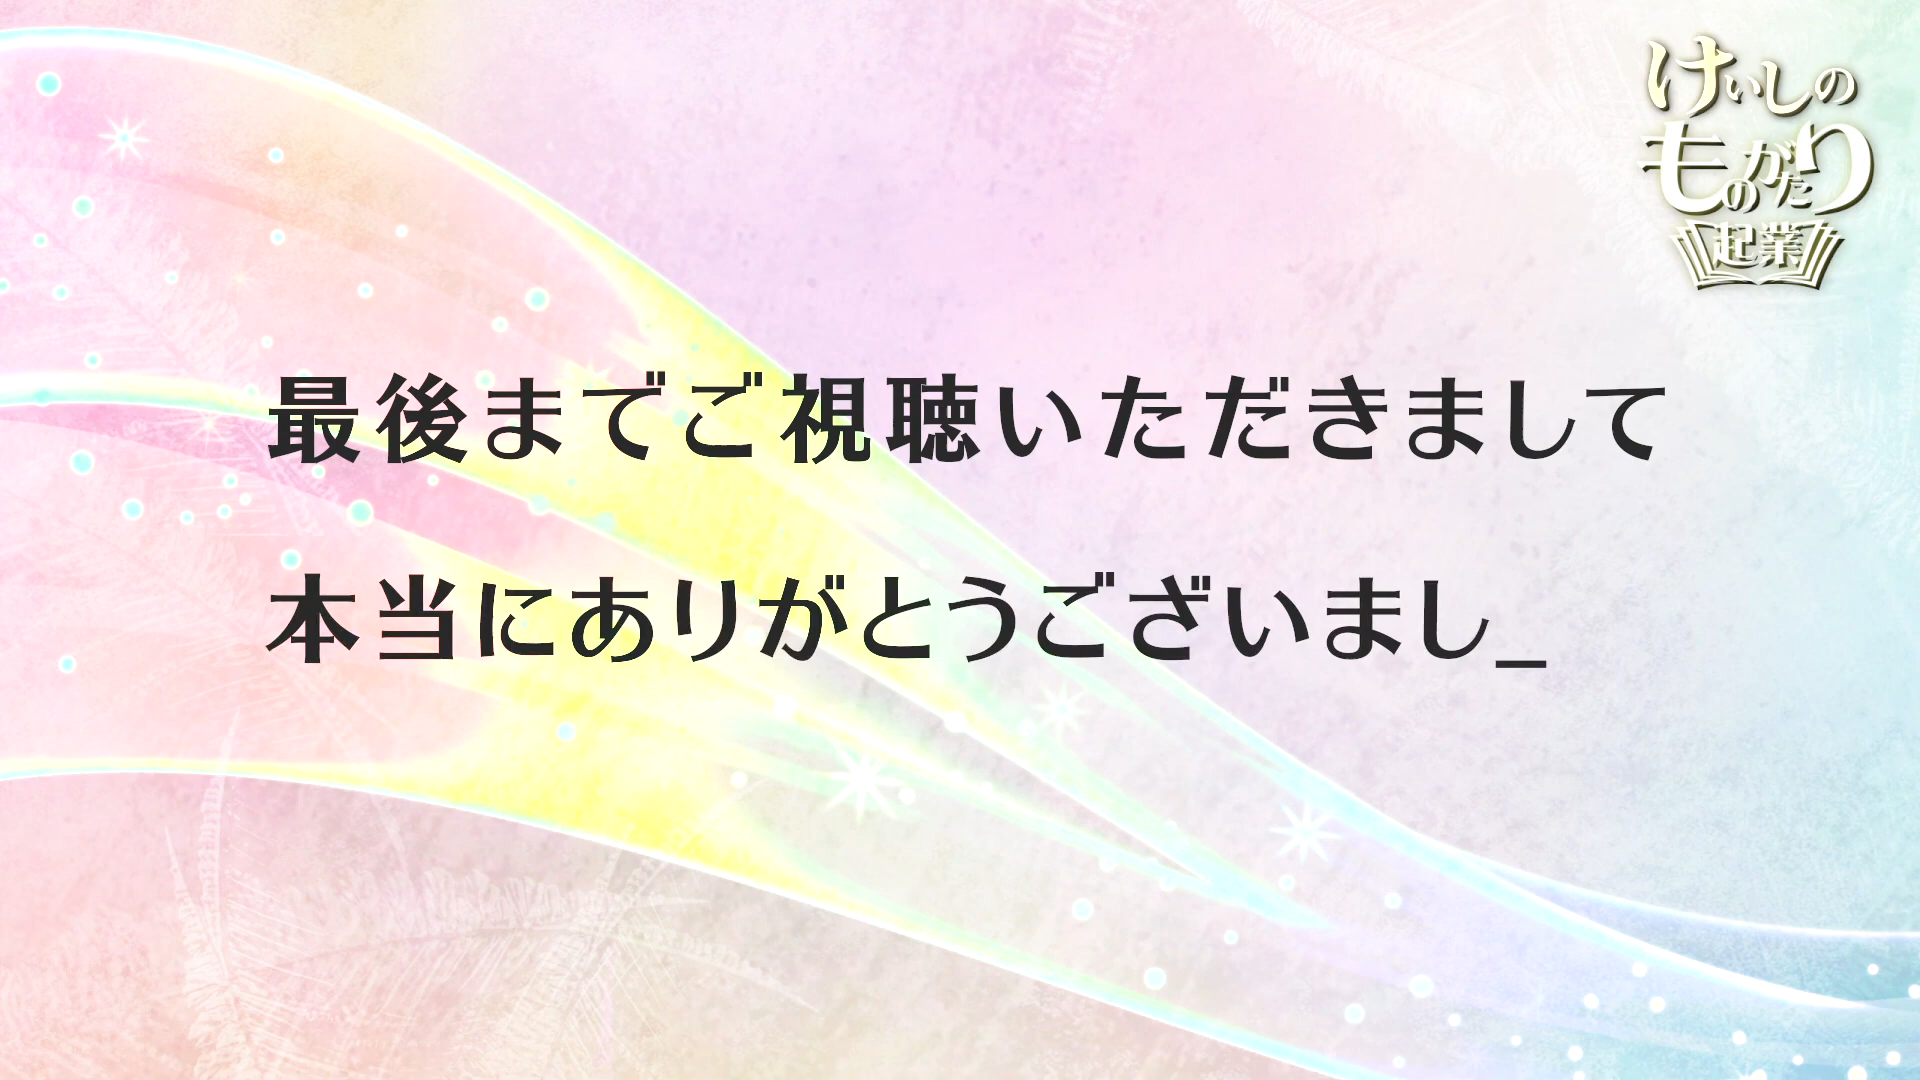 けいしの
ものがたり
起業
最後までご視聴いただきまして
本当にありがとうございまし_